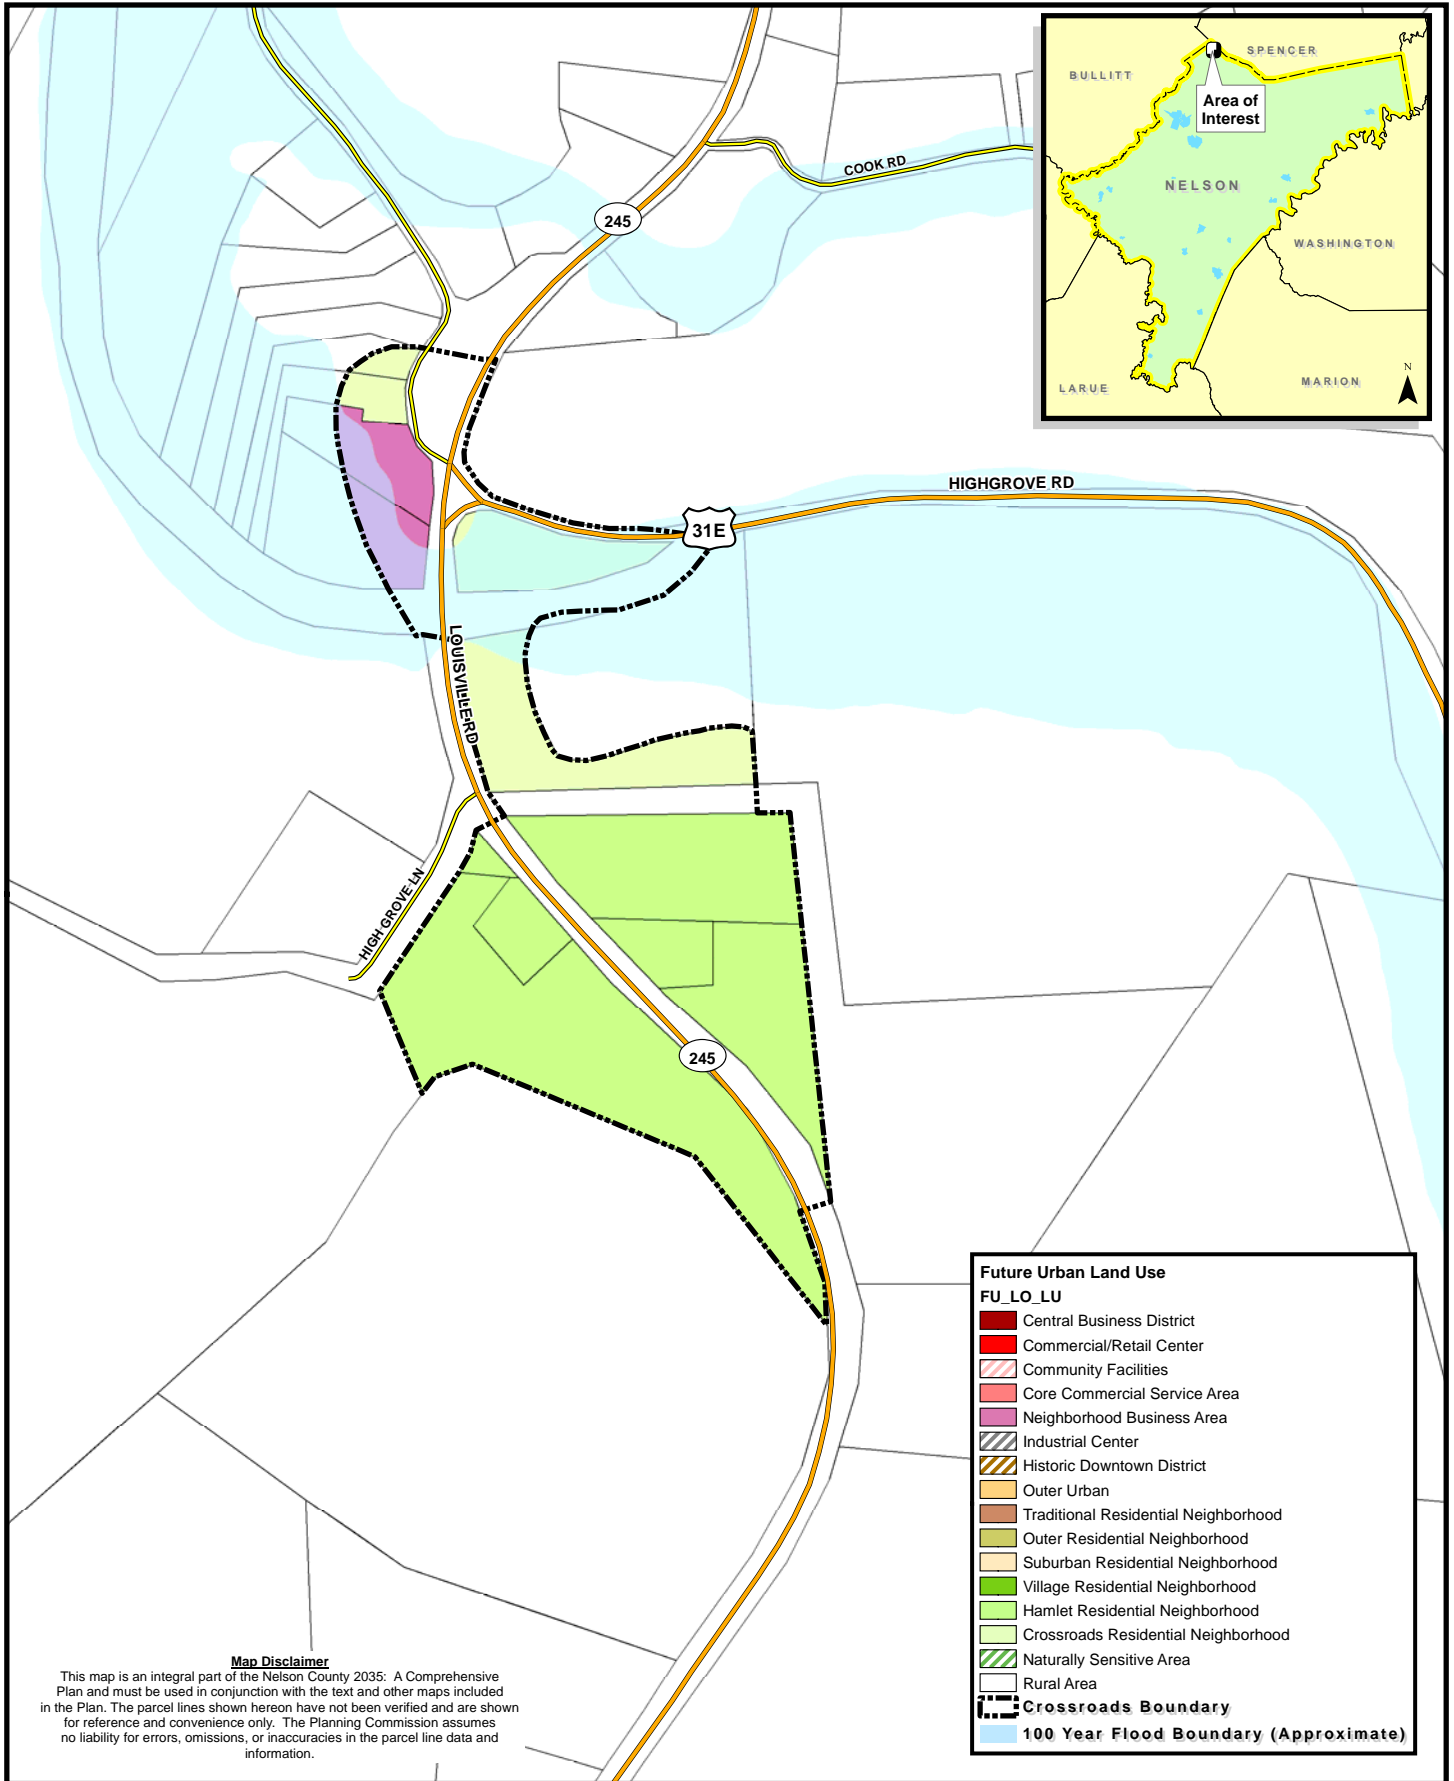 SPENCER
BULLITT
Area of
Interest
NELSON
WASHINGTON
LARUE
MARION
N
COOK RD
245
HIGHGROVE RD
31E
LOUISVILLE RD
HIGH GROVE LN
245
Future Urban Land Use
FU_LO_LU
Central Business District
Commercial/Retail Center
Community Facilities
Core Commercial Service Area
Neighborhood Business Area
Industrial Center
Historic Downtown District
Outer Urban
Traditional Residential Neighborhood
Outer Residential Neighborhood
Suburban Residential Neighborhood
Village Residential Neighborhood
Hamlet Residential Neighborhood
Crossroads Residential Neighborhood
Naturally Sensitive Area
Rural Area
Crossroads Boundary
100 Year Flood Boundary (Approximate)
Map Disclaimer
This map is an integral part of the Nelson County 2035: A Comprehensive
Plan and must be used in conjunction with the text and other maps included
in the Plan. The parcel lines shown hereon have not been verified and are shown
for reference and convenience only. The Planning Commission assumes
no liability for errors, omissions, or inaccuracies in the parcel line data and
information.